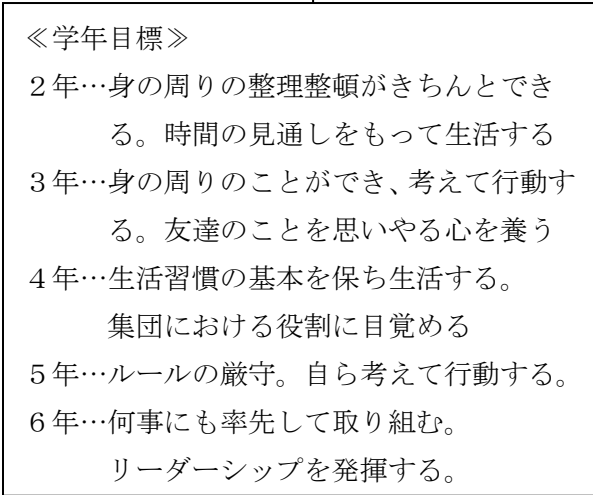 ≪学年目標≫
２年…身の周りの整理整頓がきちんとでき
る。時間の見通しをもって生活する
３年…身の周りのことができ、考えて行動す
る。友達のことを思いやる心を養う
４年…生活習慣の基本を保ち生活する。
集団における役割に目覚める
５年…ルールの厳守。自ら考えて行動する。
６年…何事にも率先して取り組む。
リーダーシップを発揮する。